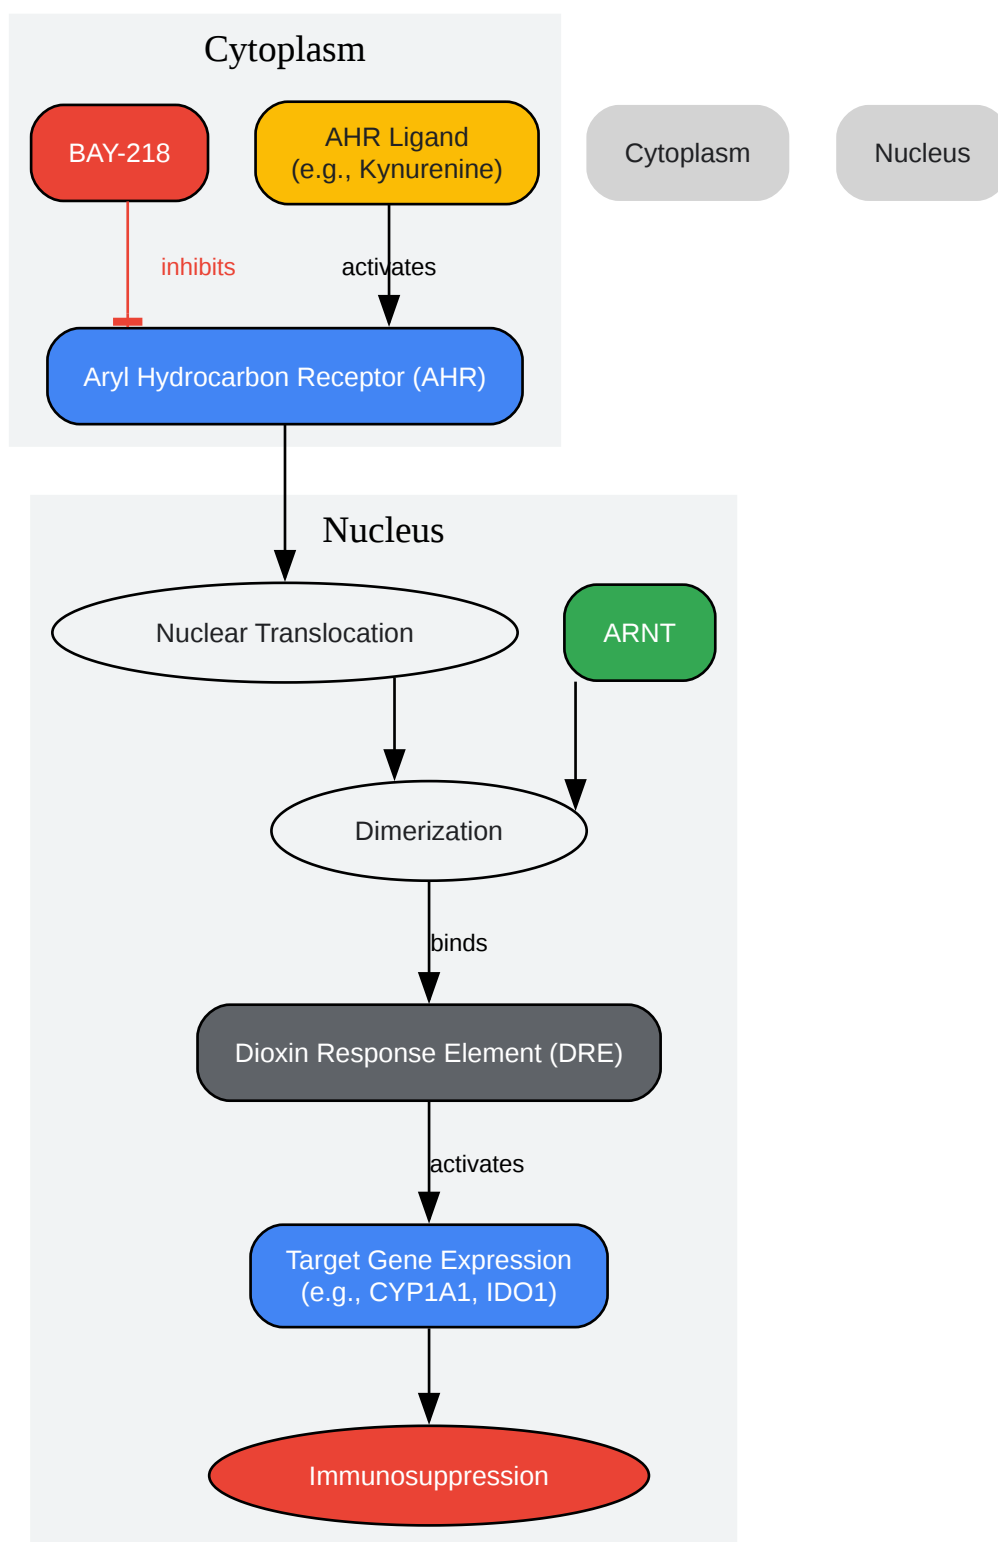 Cytoplasm
BAY-218
AHR Ligand
(e.g., Kynurenine)
Cytoplasm
Nucleus
inhibits
activates
Aryl Hydrocarbon Receptor (AHR)
Nucleus
Nuclear Translocation
ARNT
Dimerization
binds
Dioxin Response Element (DRE)
activates
Target Gene Expression
(e.g., CYP1A1, IDO1)
Immunosuppression